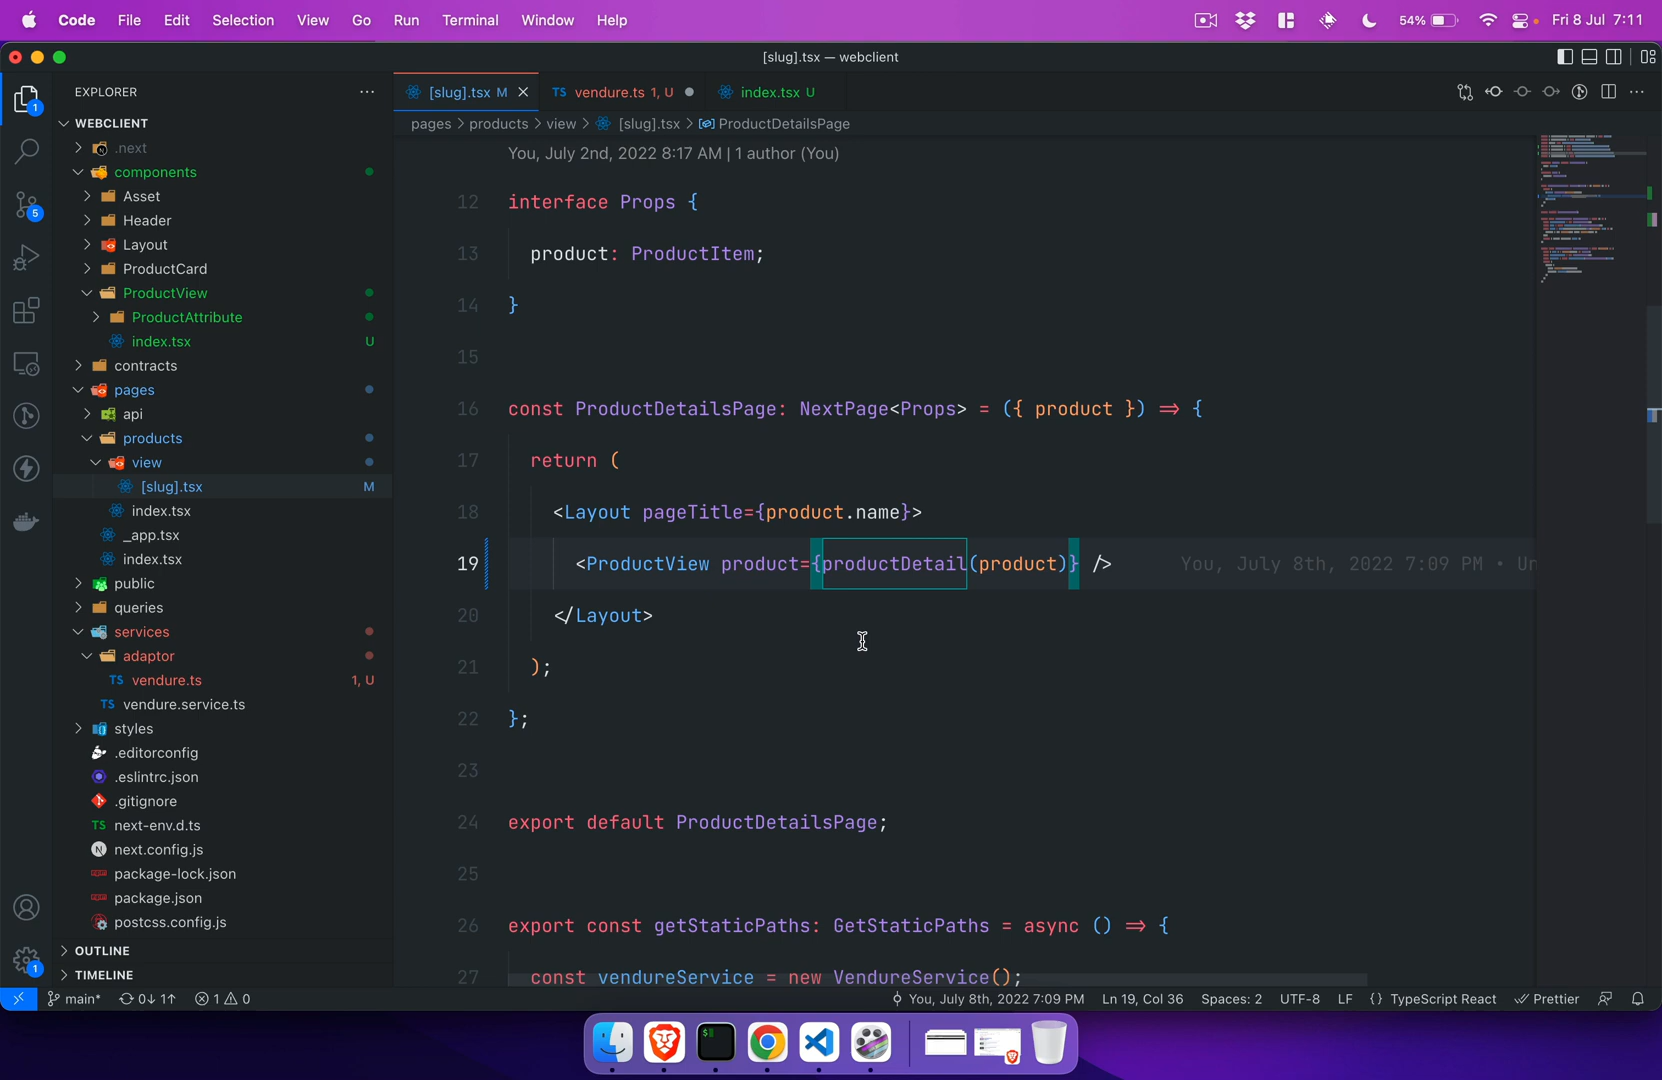 Code File Edit Selection View Go Run Terminal Window Help 54% Fri 8 Jul 7:11
[slug].tsx — webclient
EXPLORER
[slug].tsx M
TS vendure.ts 1, U
index.tsx U
pages > products > view > [slug].tsx > ProductDetailsPage
WEBCLIENT
.next
components
Asset
Header
Layout
ProductCard
ProductView
ProductAttribute
index.tsx U
contracts
pages
api
products
view
[slug].tsx M
index.tsx
_app.tsx
index.tsx
public
queries
services
adaptor
TS vendure.ts 1, U
TS vendure.service.ts
styles
.editorconfig
.eslintrc.json
.gitignore
TS next-env.d.ts
N next.config.js
package-lock.json
package.json
postcss.config.js
OUTLINE
TIMELINE
1
5
1
You, July 2nd, 2022 8:17 AM | 1 author (You)
12 interface Props {
13 product: ProductItem;
14 }
15
16 const ProductDetailsPage: NextPage<Props> = ({ product }) => {
17 return (
18 <Layout pageTitle={product.name}>
19 <ProductView product={productDetail(product)} /> You, July 8th, 2022 7:09 PM • Un
20 </Layout>
21 );
22 };
23
24 export default ProductDetailsPage;
25
26 export const getStaticPaths: GetStaticPaths = async () => {
27 const vendureService = new VendureService();
main* 0↓ 1↑ 1 0 You, July 8th, 2022 7:09 PM Ln 19, Col 36 Spaces: 2 UTF-8 LF {} TypeScript React Prettier